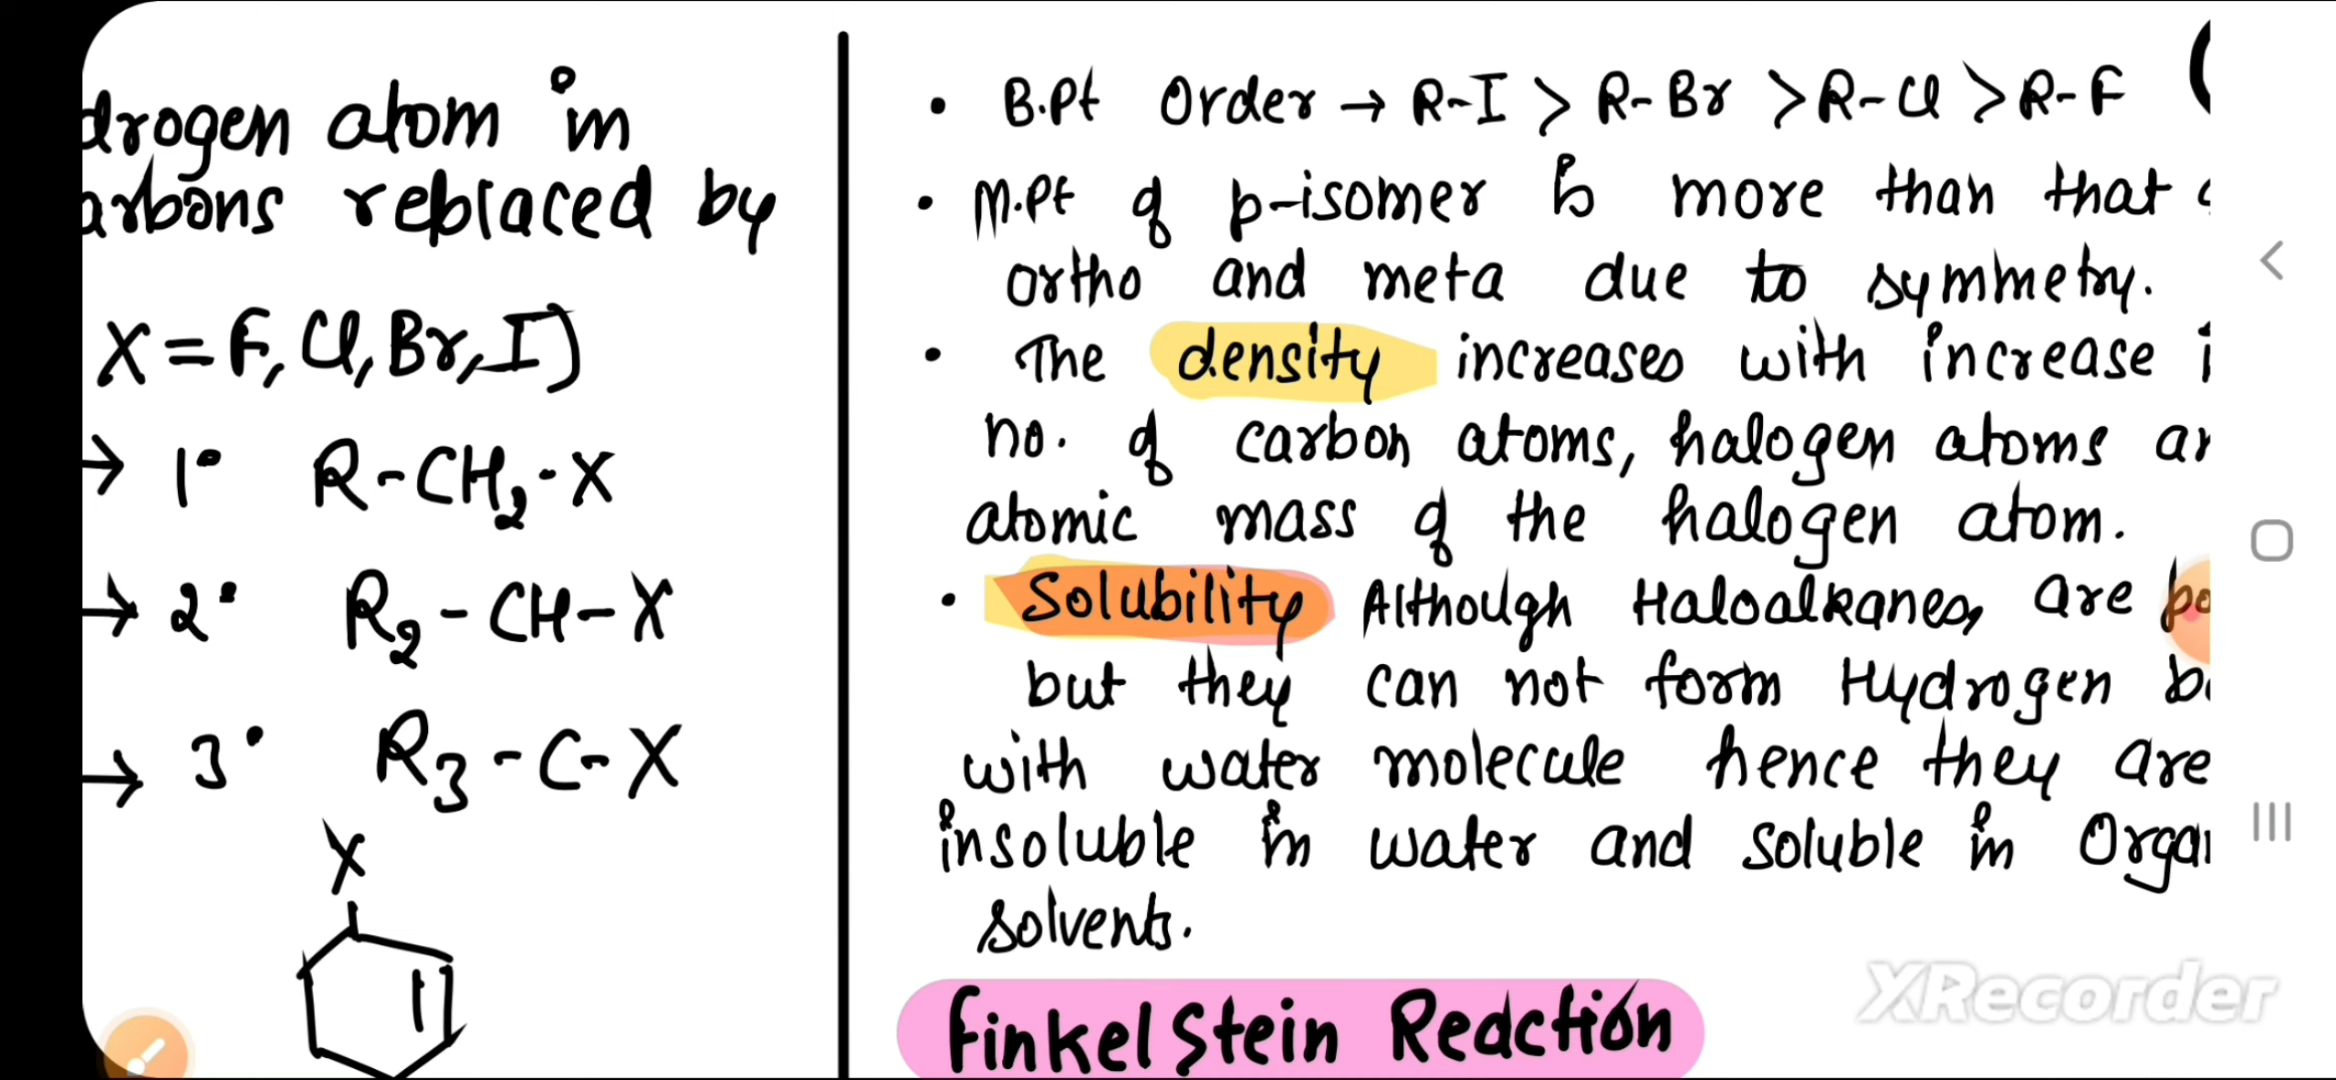 drogen atom in
arbons replaced by
X = F, Cl, Br, I)
→ 1° R-CH2-X
→ 2° R2-CH-X
→ 3° R3-C-X
X
• B.Pt Order → R-I > R-Br > R-Cl > R-F (
• M.Pt of p-isomer is more than that
ortho and meta due to symmetry.
• The density increases with increase i
no. of carbon atoms, halogen atoms an
atomic mass of the halogen atom.
• Solubility Although Haloalkanes, are po
but they can not form Hydrogen b
with water molecule hence they are
insoluble in water and soluble in Orga
solvents.
Finkelstein Reaction
XRecorder